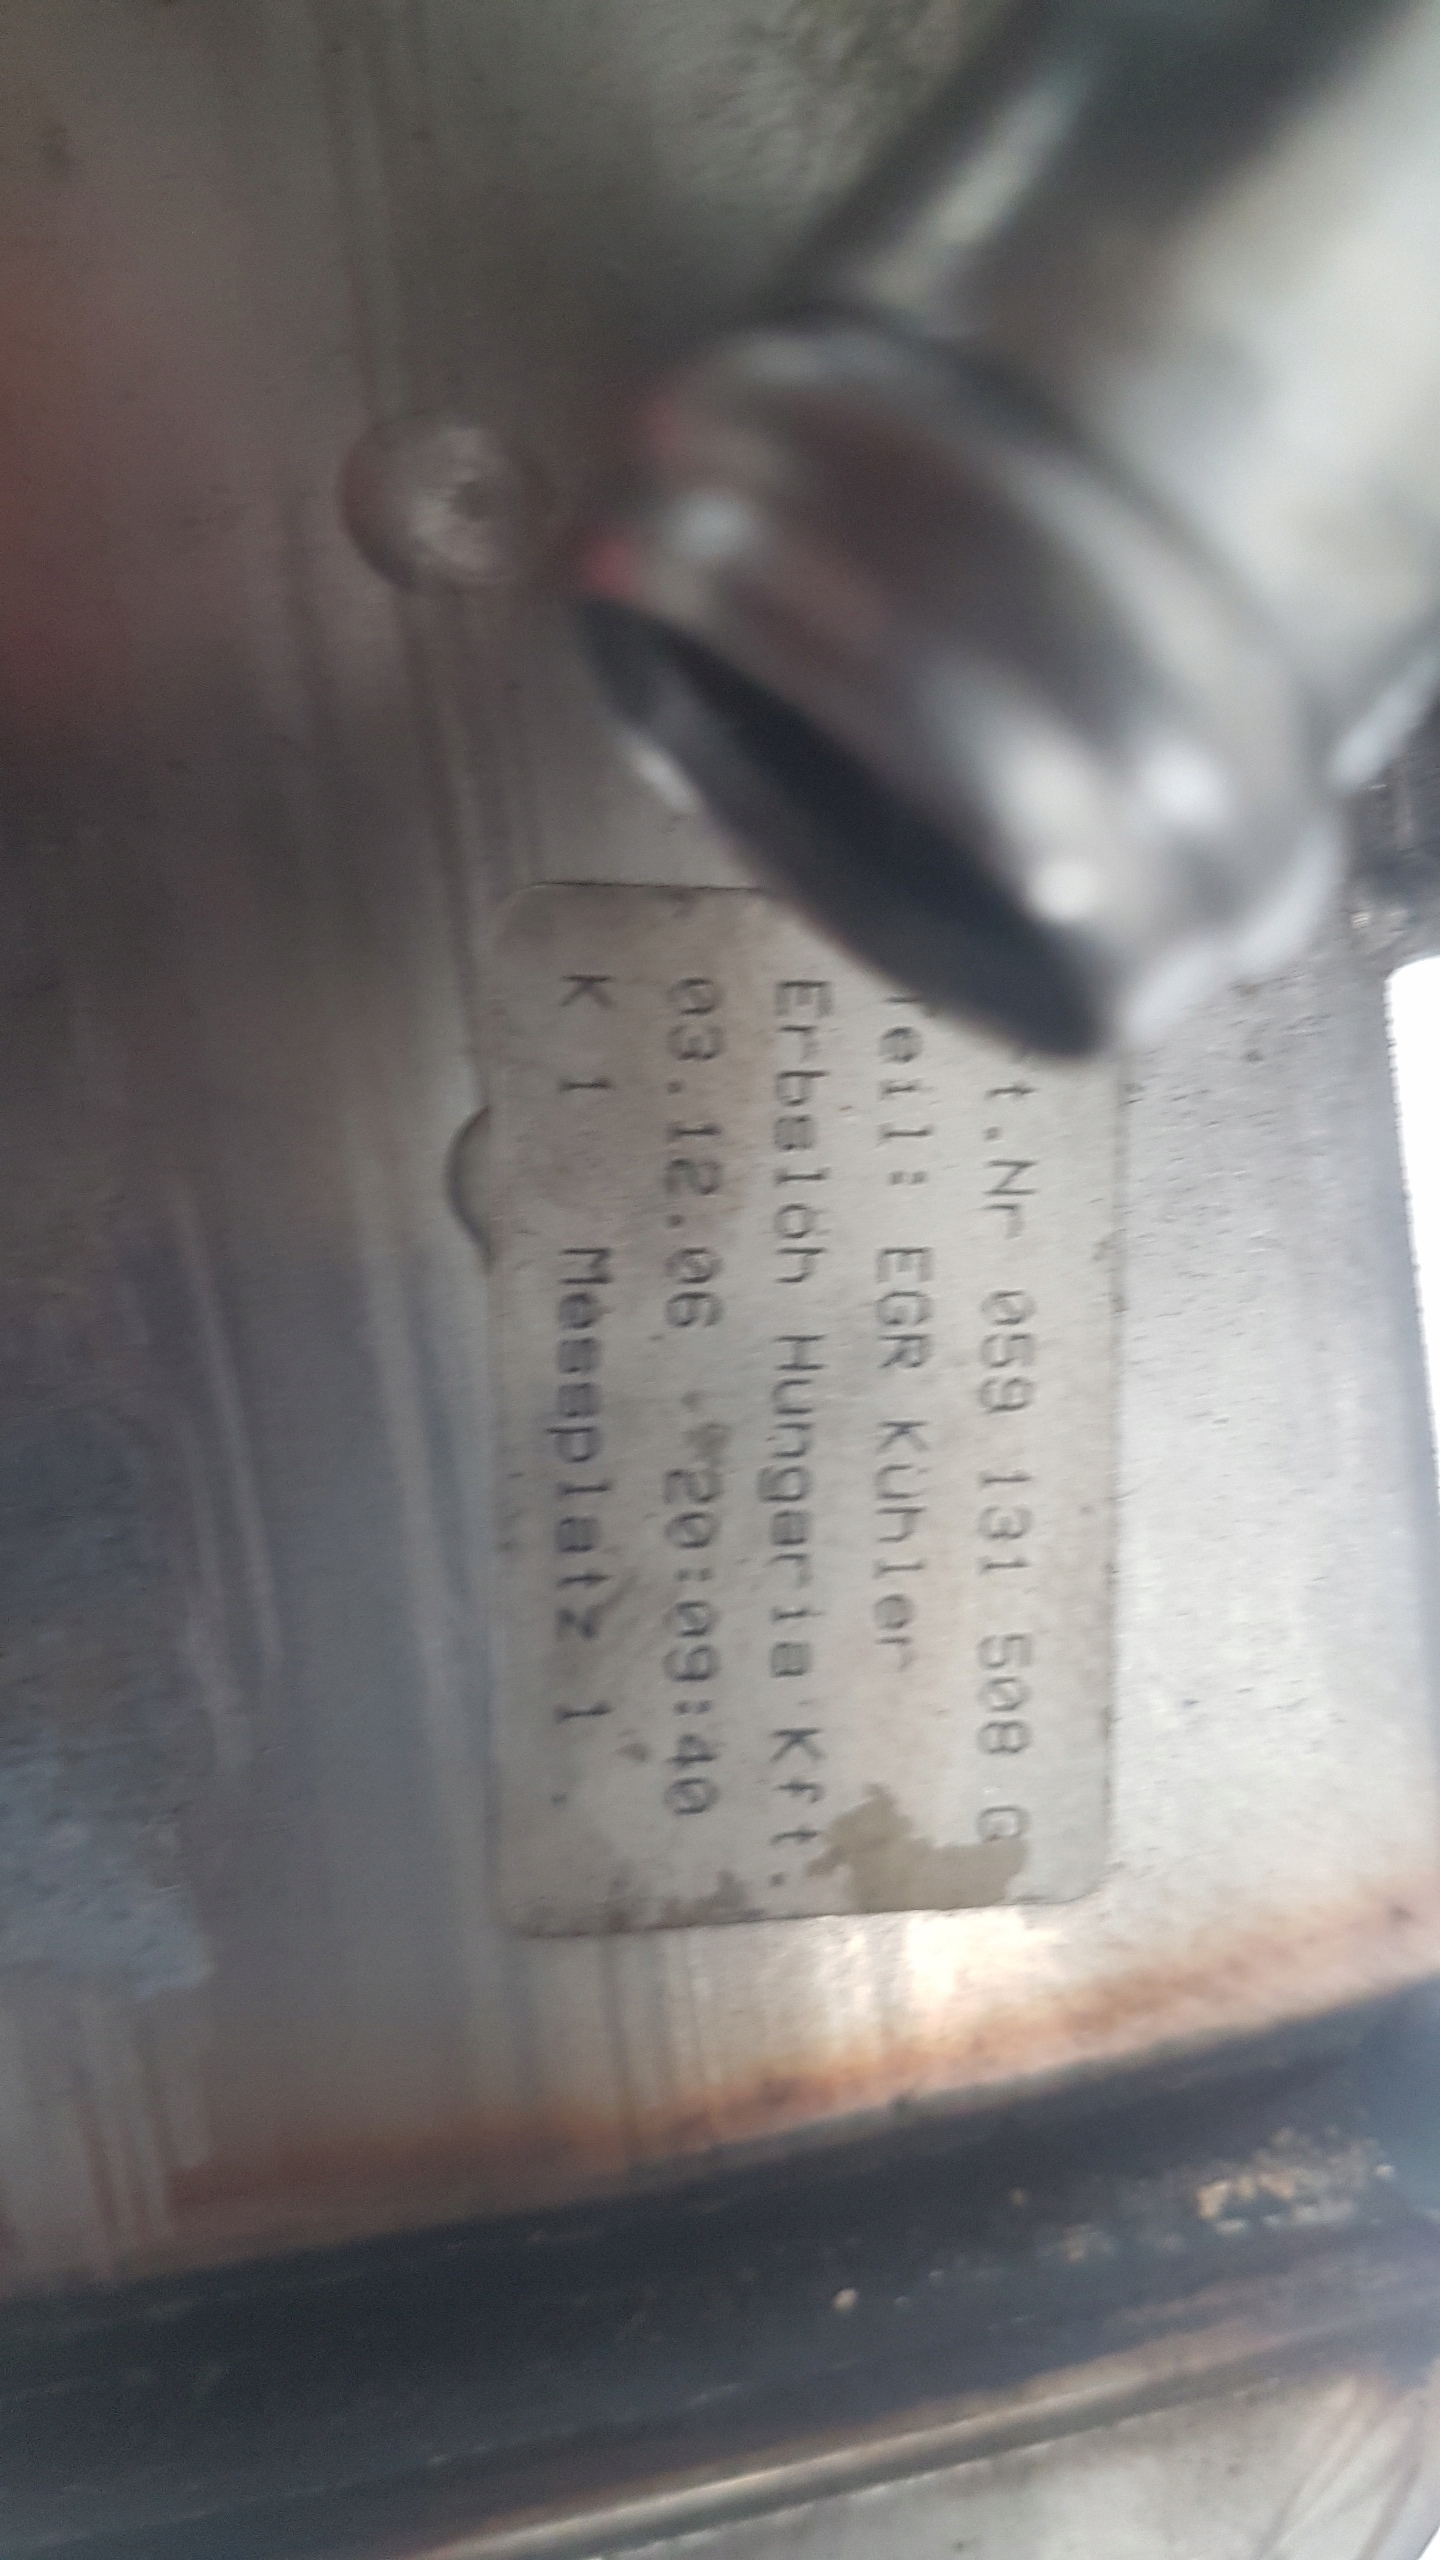 t.Nr 059 131 508 G
Teil: EGR Kühler
Erbslöh Hungaria Kft.
03.12.06 20:09:40
K 1 Messplatz 1